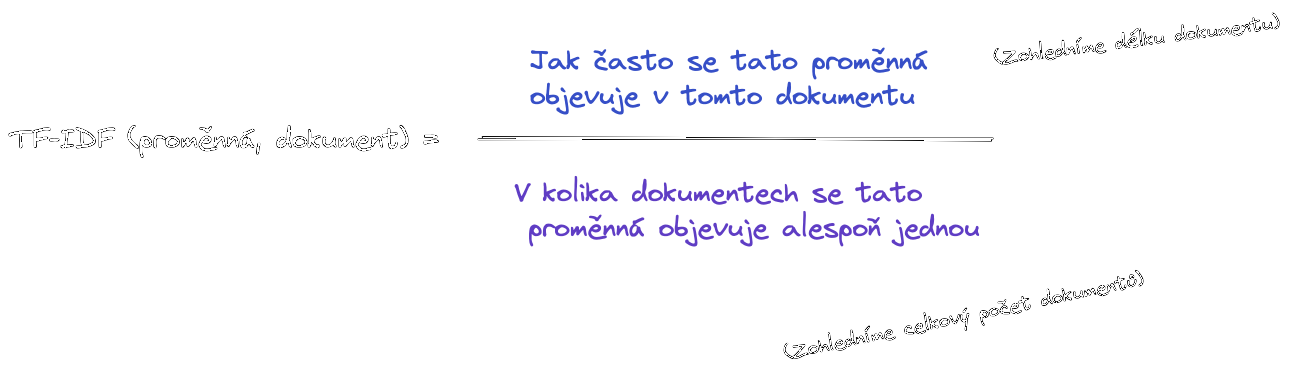 (Zohledníme délku dokumentu)
Jak často se tato proměnná
objevuje v tomto dokumentu
TF-IDF (proměnná, dokument) =
V kolika dokumentech se tato
proměnná objevuje alespoň jednou
(Zohledníme celkový počet dokumentů)